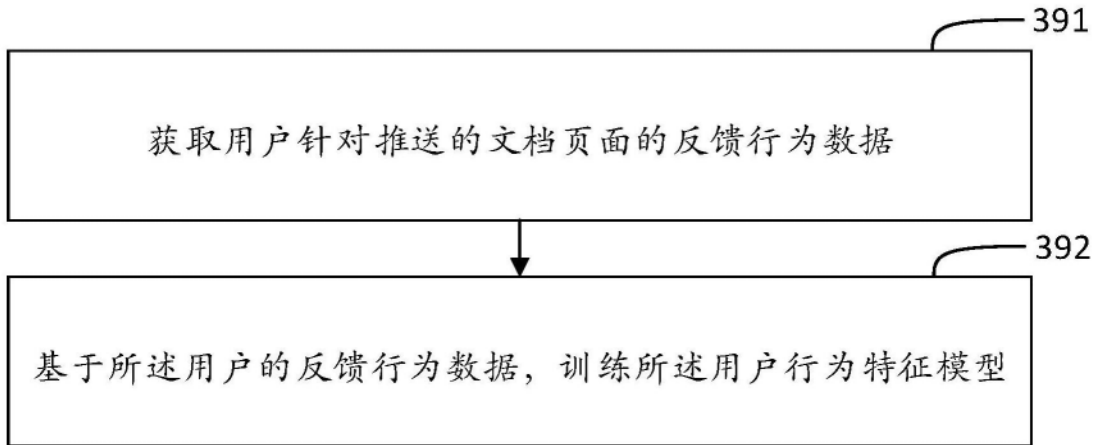 391
获取用户针对推送的文档页面的反馈行为数据
392
基于所述用户的反馈行为数据，训练所述用户行为特征模型